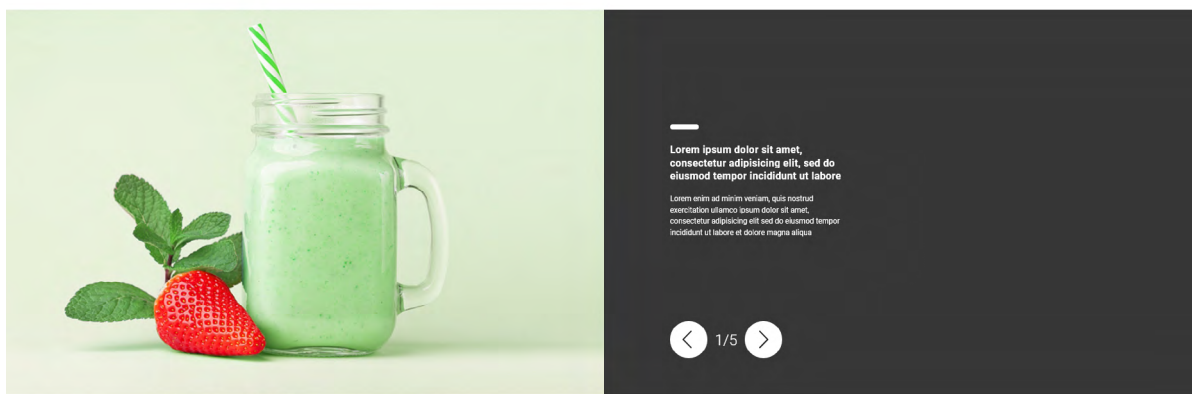 Lorem ipsum dolor sit amet,
consectetur adipisicing elit, sed do
eiusmod tempor incididunt ut labore
Lorem enim ad minim veniam, quis nostrud
exercitation ullamco ipsum dolor sit amet,
consectetur adipisicing elit sed do eiusmod tempor
incididunt ut labore et dolore magna aliqua
1/5